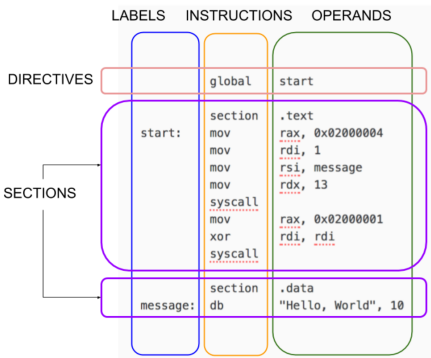 LABELS INSTRUCTIONS OPERANDS
DIRECTIVES
global start
section .text
start: mov rax, 0x02000004
mov rdi, 1
SECTIONS
mov rsi, message
mov rdx, 13
syscall
mov rax, 0x02000001
xor rdi, rdi
syscall
section .data
message: db "Hello, World", 10